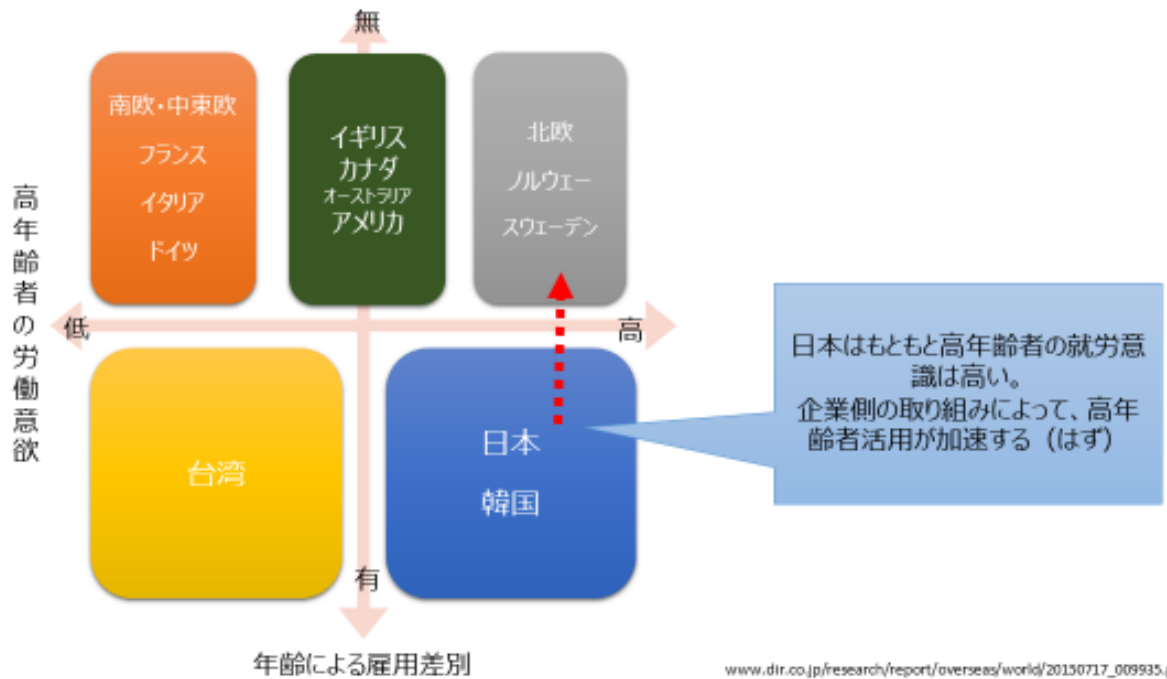 無
南欧・中東欧
フランス
イタリア
ドイツ
イギリス
カナダ
オーストラリア
アメリカ
北欧
ノルウェー
スウェーデン
高年齢者の労働意欲
低
高
日本はもともと高年齢者の就労意
識は高い。
企業側の取り組みによって、高年
齢者活用が加速する（はず）
台湾
日本
韓国
有
年齢による雇用差別
www.dir.co.jp/research/report/overseas/world/20150717_009935.